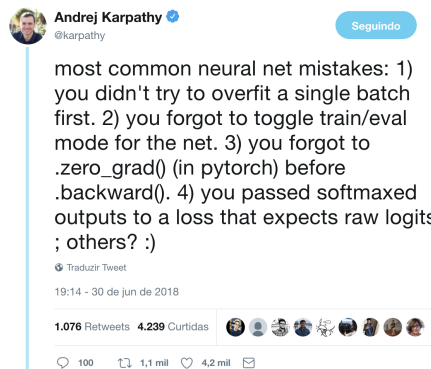 Andrej Karpathy
@karpathy
Seguindo
most common neural net mistakes: 1)
you didn't try to overfit a single batch
first. 2) you forgot to toggle train/eval
mode for the net. 3) you forgot to
.zero_grad() (in pytorch) before
.backward(). 4) you passed softmaxed
outputs to a loss that expects raw logits
; others? :)
Traduzir Tweet
19:14 - 30 de jun de 2018
1.076 Retweets 4.239 Curtidas
100 1,1 mil 4,2 mil